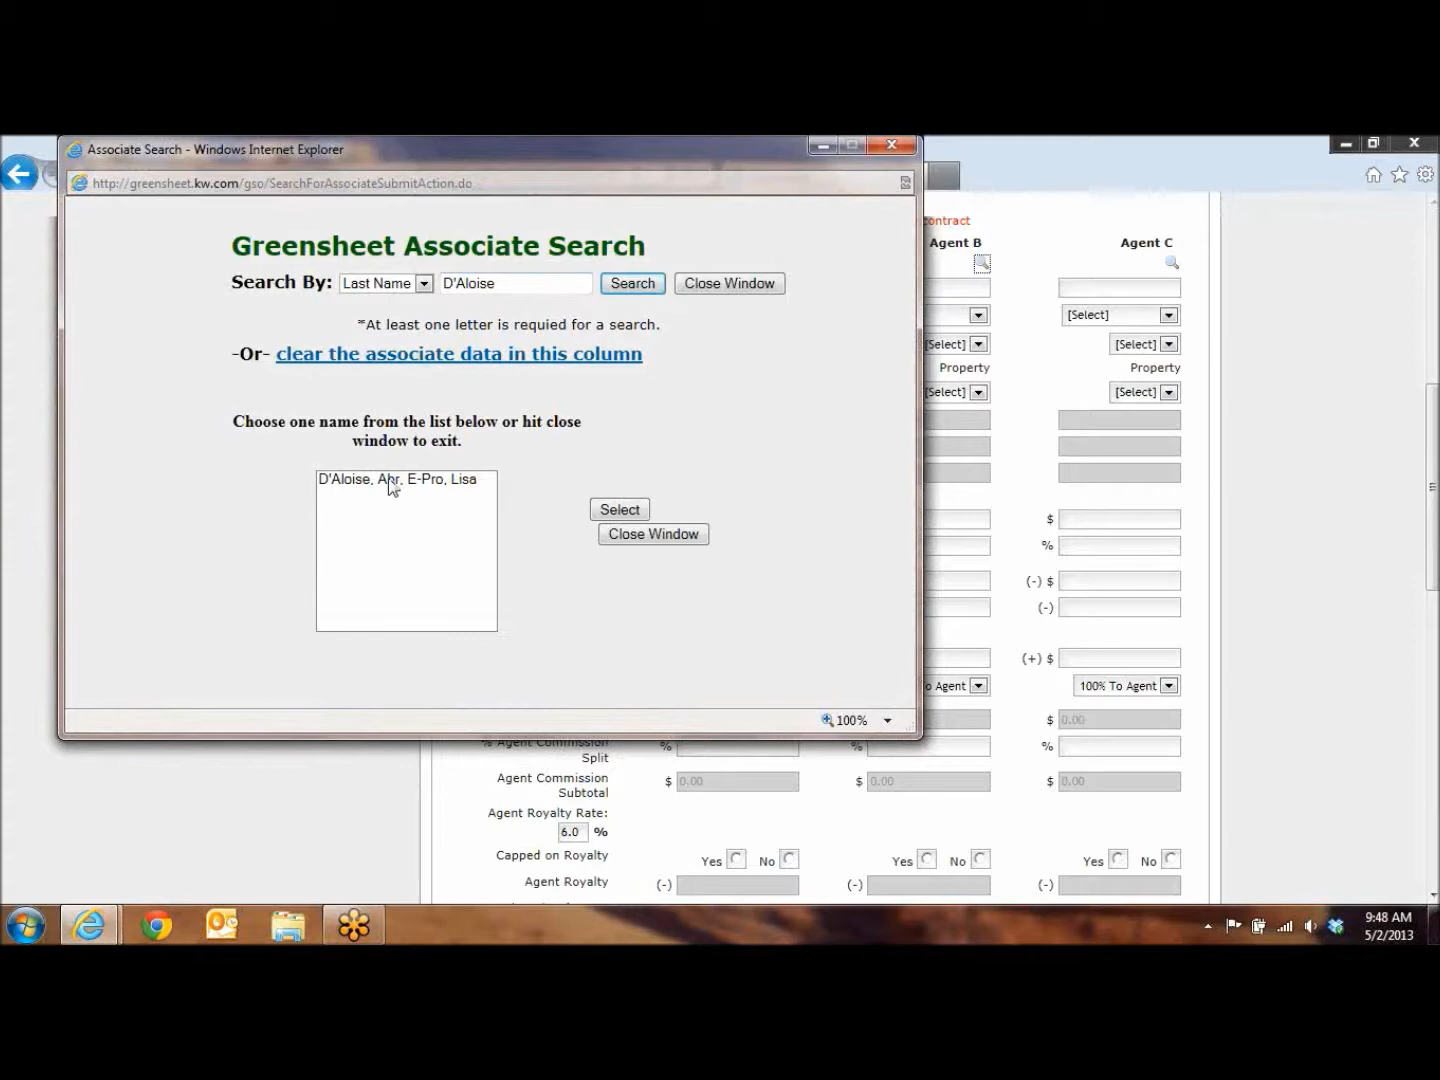 Associate Search - Windows Internet Explorer
http://greensheet.kw.com/gso/SearchForAssociateSubmitAction.do
Greensheet Associate Search
Search By: Last Name D'Aloise Search Close Window
*At least one letter is requied for a search.
-Or- clear the associate data in this column
Choose one name from the list below or hit close
window to exit.
D'Aloise, Abr, E-Pro, Lisa
Select
Close Window
100%
contract
Agent B Agent C
[Select]
[Select] [Select]
Property Property
[Select] [Select]
$
%
(-) $
(-)
(+) $
To Agent 100% To Agent
$ 0.00
% Agent Commission
Split
% % %
Agent Commission
Subtotal
$ 0.00 $ 0.00 $ 0.00
Agent Royalty Rate:
6.0 %
Capped on Royalty Yes No Yes No Yes No
Agent Royalty (-) (-) (-)
9:48 AM
5/2/2013